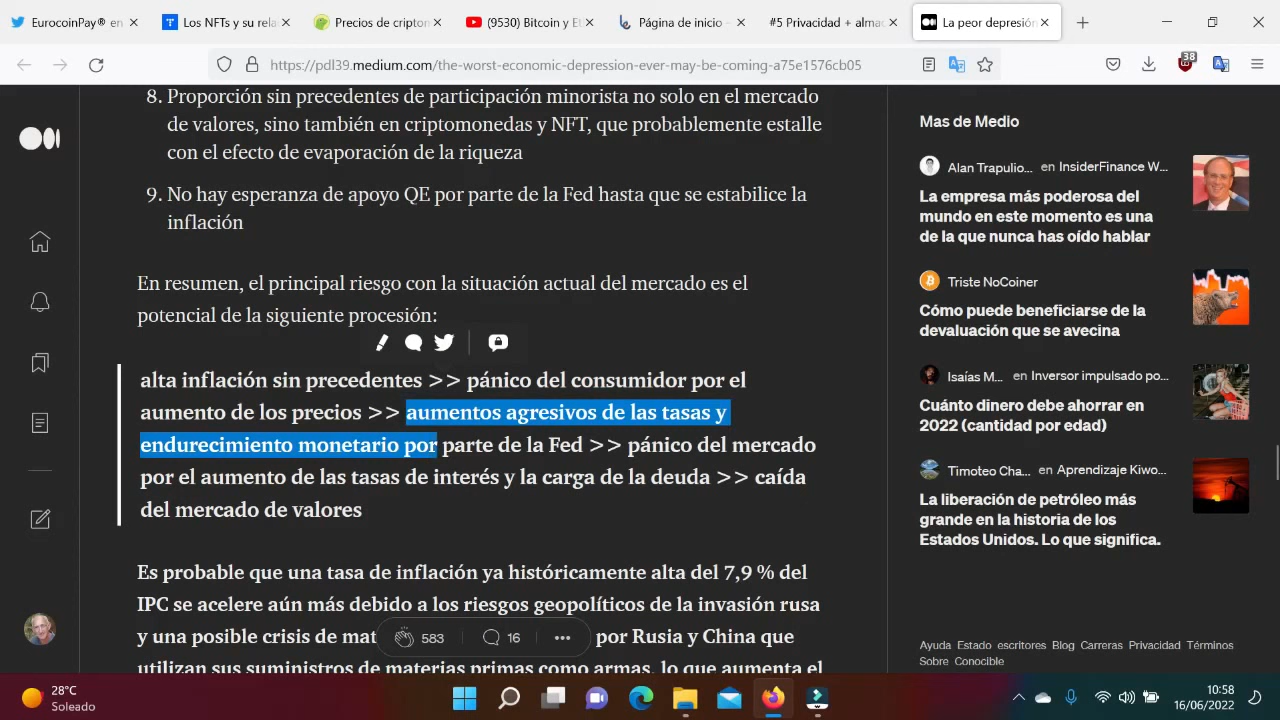 EurocoinPay® en
Los NFTs y su rela
Precios de cripton
(9530) Bitcoin y E
Página de inicio -
#5 Privacidad + alma
La peor depresión
https://pdl39.medium.com/the-worst-economic-depression-ever-may-be-coming-a75e1576cb05
38
8. Proporción sin precedentes de participación minorista no solo en el mercado
de valores, sino también en criptomonedas y NFT, que probablemente estalle
con el efecto de evaporación de la riqueza
9. No hay esperanza de apoyo QE por parte de la Fed hasta que se estabilice la
inflación
En resumen, el principal riesgo con la situación actual del mercado es el
potencial de la siguiente procesión:
alta inflación sin precedentes >> pánico del consumidor por el
aumento de los precios >> aumentos agresivos de las tasas y
endurecimiento monetario por parte de la Fed >> pánico del mercado
por el aumento de las tasas de interés y la carga de la deuda >> caída
del mercado de valores
Es probable que una tasa de inflación ya históricamente alta del 7,9 % del
IPC se acelere aún más debido a los riesgos geopolíticos de la invasión rusa
y una posible crisis de mat por Rusia y China que
583
16
utilizan sus suministros de materias primas como armas, lo que aumenta el
Mas de Medio
Alan Trapulio... en InsiderFinance W...
La empresa más poderosa del
mundo en este momento es una
de la que nunca has oído hablar
Triste NoCoiner
Cómo puede beneficiarse de la
devaluación que se avecina
Isaías M... en Inversor impulsado po...
Cuánto dinero debe ahorrar en
2022 (cantidad por edad)
Timoteo Cha... en Aprendizaje Kiwo...
La liberación de petróleo más
grande en la historia de los
Estados Unidos. Lo que significa.
Ayuda Estado escritores Blog Carreras Privacidad Términos
Sobre Conocible
28°C
Soleado
10:58
16/06/2022